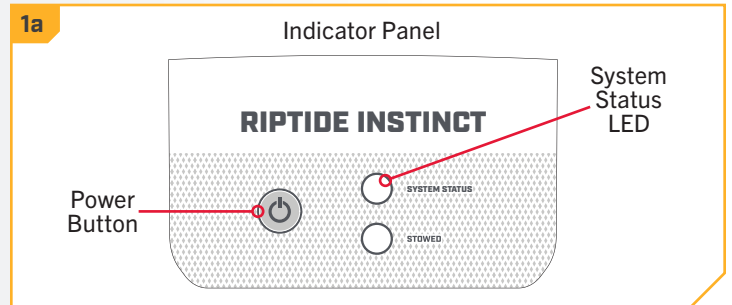 1a
Indicator Panel
System
Status
LED
RIPTIDE INSTINCT
SYSTEM STATUS
Power
Button
STOWED